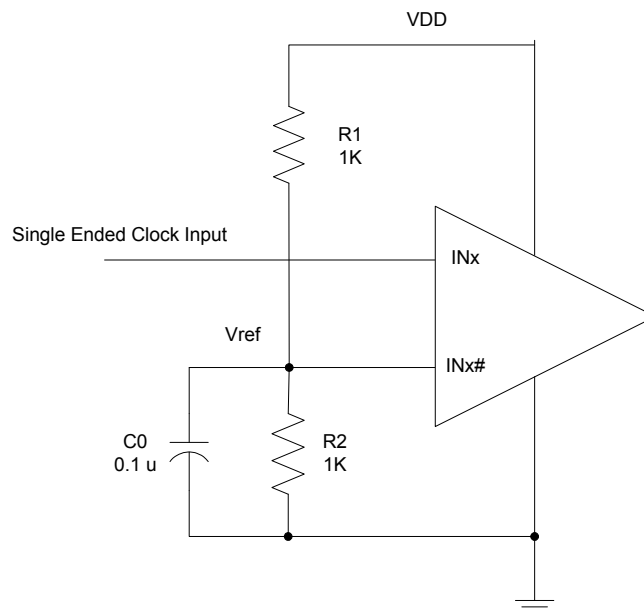 VDD
R1
1K
Single Ended Clock Input
INx
Vref
INx#
C0
0.1 u
R2
1K